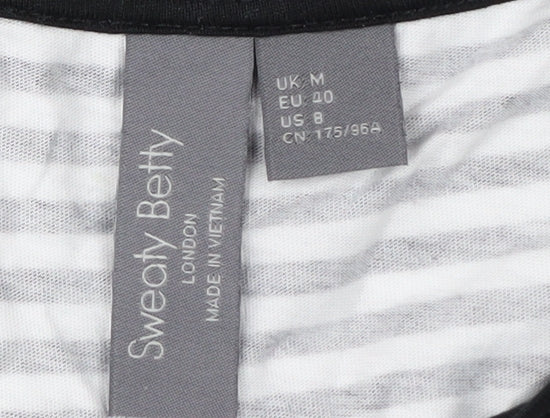 Sweaty Betty
LONDON
MADE IN VIETNAM
UK: M
EU: 40
US: 8
CN: 175/96A